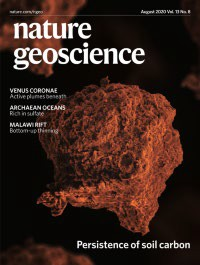 nature.com/ngeo
August 2020 Vol. 13 No. 8
nature
geoscience
VENUS CORONAE
Active plumes beneath
ARCHAEAN OCEANS
Rich in sulfate
MALAWI RIFT
Bottom-up thinning
Persistence of soil carbon